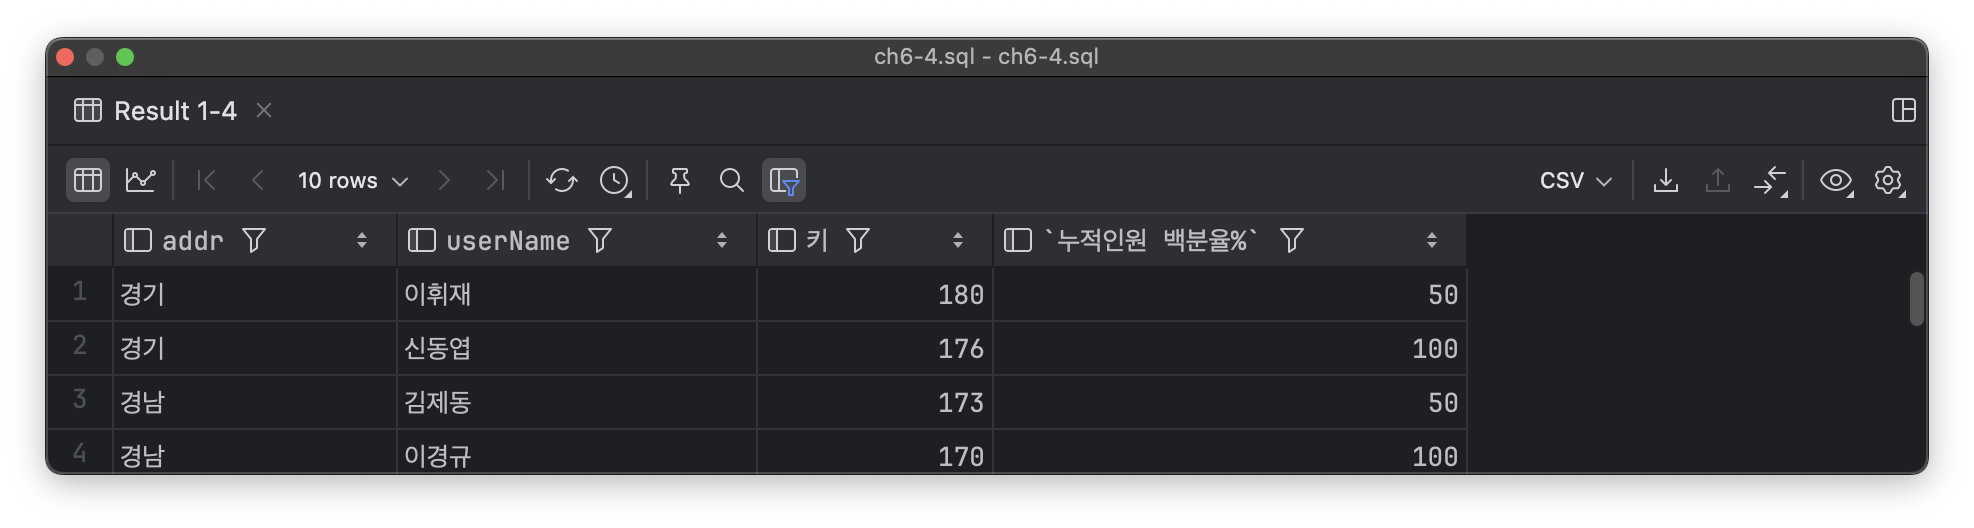 ch6-4.sql - ch6-4.sql
Result 1-4
10 rows CSV
addr userName 키 `누적인원 백분율%`
1 경기 이휘재 180 50
2 경기 신동엽 176 100
3 경남 김제동 173 50
4 경남 이경규 170 100